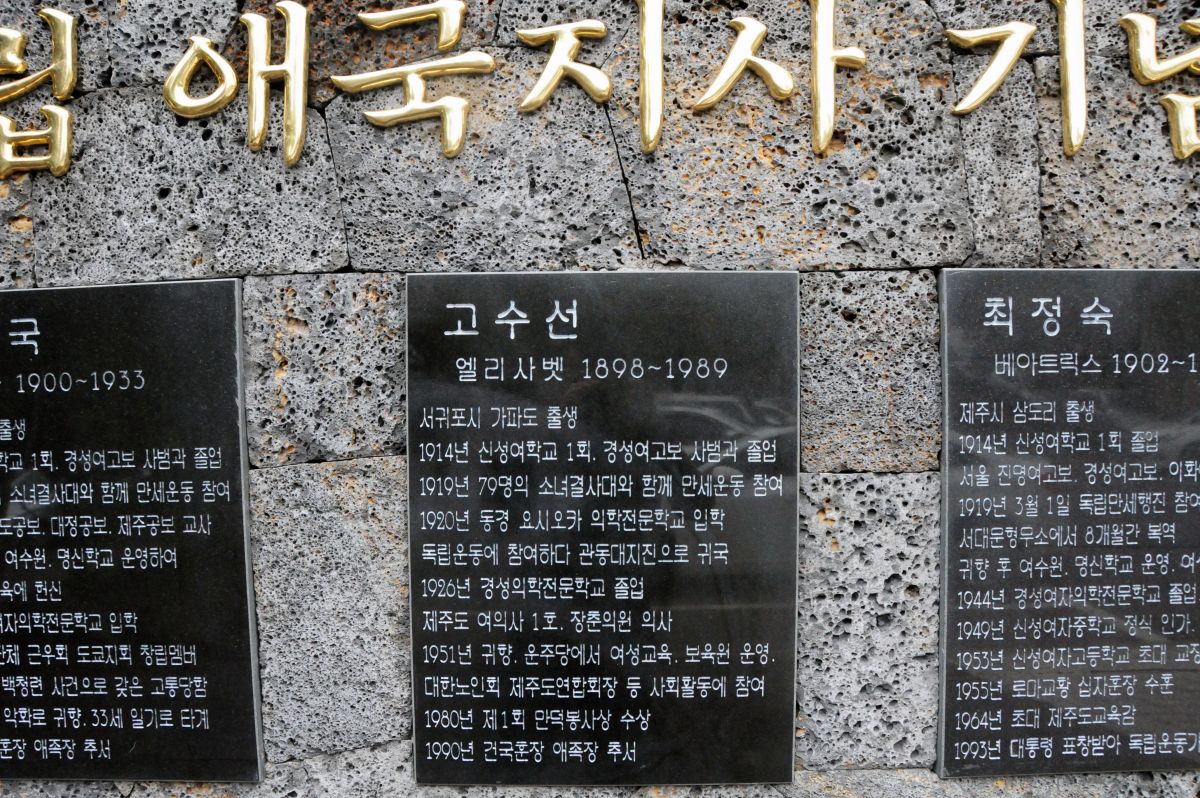 립 애국지사 기념
국
1900~1933
출생
학교 1회, 경성여고보 사범과 졸업
소녀결사대와 함께 만세운동 참여
도공보, 대정공보, 제주공보 교사
여수원, 명신학교 운영하여
육에 헌신
여자의학전문학교 입학
단체 근우회 도쿄지회 창립멤버
백청련 사건으로 갖은 고통당함
악화로 귀향, 33세 일기로 타계
훈장 애족장 추서
고수선
엘리사벳 1898~1989
서귀포시 가파도 출생
1914년 신성여학교 1회, 경성여고보 사범과 졸업
1919년 79명의 소녀결사대와 함께 만세운동 참여
1920년 동경 요시오카 의학전문학교 입학
독립운동에 참여하다 관동대지진으로 귀국
1926년 경성의학전문학교 졸업
제주도 여의사 1호, 장춘의원 의사
1951년 귀향, 운주당에서 여성교육, 보육원 운영,
대한노인회 제주도연합회장 등 사회활동에 참여
1980년 제1회 만덕봉사상 수상
1990년 건국훈장 애족장 추서
최정숙
베아트릭스 1902~1
제주시 삼도리 출생
1914년 신성여학교 1회 졸업
서울 진명여고보, 경성여고보, 이화
1919년 3월 1일 독립만세행진 참여
서대문형무소에서 8개월간 복역
귀향 후 여수원, 명신학교 운영, 여
1944년 경성여자의학전문학교 졸업
1949년 신성여자중학교 정식 인가,
1953년 신성여자고등학교 초대 교장
1955년 로마교황 십자훈장 수훈
1964년 초대 제주도교육감
1993년 대통령 표창받아 독립운동가